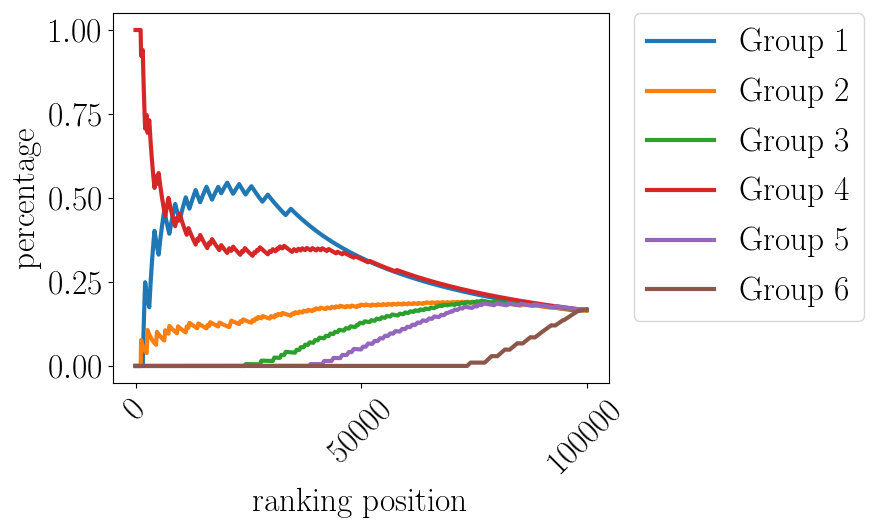 1.00
0.75
0.50
0.25
0.00
percentage
0
50000
100000
ranking position
Group 1
Group 2
Group 3
Group 4
Group 5
Group 6